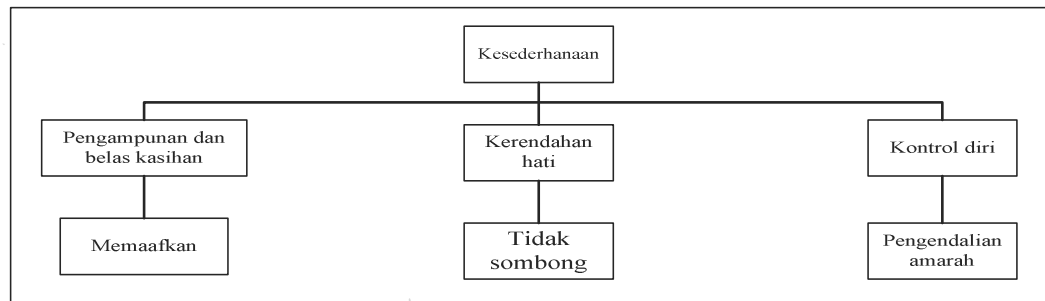 Kesederhanaan
Pengampunan dan
belas kasihan
Kerendahan
hati
Kontrol diri
Memaafkan
Tidak
sombong
Pengendalian
amarah